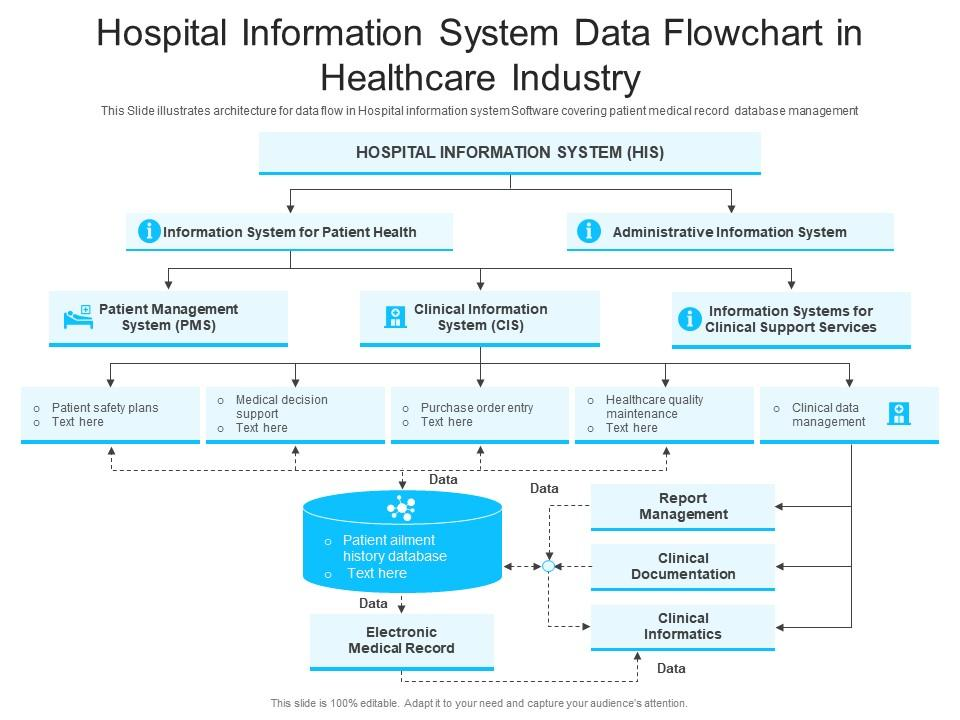 Hospital Information System Data Flowchart in
Healthcare Industry
This Slide illustrates architecture for data flow in Hospital information system Software covering patient medical record database management
HOSPITAL INFORMATION SYSTEM (HIS)
Information System for Patient Health
Administrative Information System
Patient Management
System (PMS)
Clinical Information
System (CIS)
Information Systems for
Clinical Support Services
○ Patient safety plans
○ Text here
○ Medical decision
support
○ Text here
○ Purchase order entry
○ Text here
○ Healthcare quality
maintenance
○ Text here
○ Clinical data
management
Data
Data
○ Patient ailment
history database
○ Text here
Report
Management
Clinical
Documentation
Clinical
Informatics
Data
Electronic
Medical Record
Data
This slide is 100% editable. Adapt it to your need and capture your audience's attention.